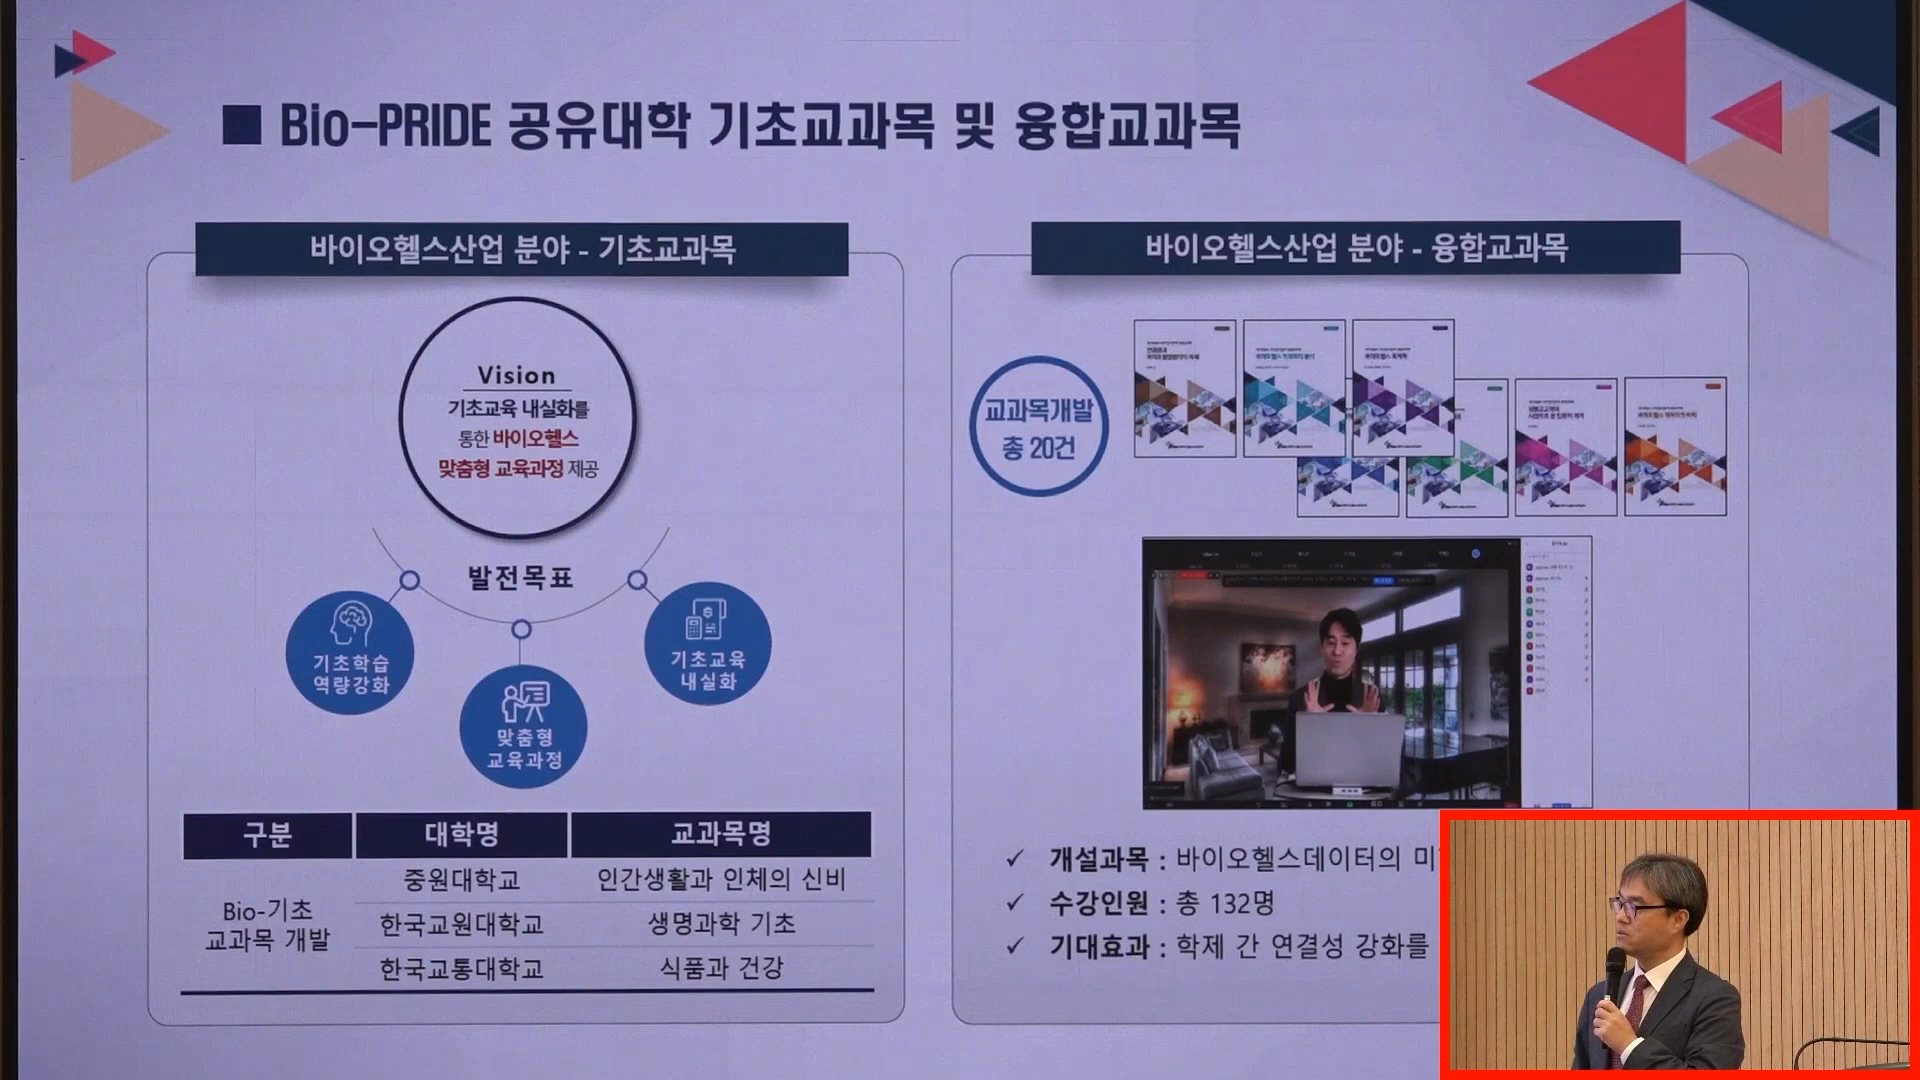 ■ Bio-PRIDE 공유대학 기초교과목 및 융합교과목
바이오헬스산업 분야 - 기초교과목
Vision
기초교육 내실화를
통한 바이오헬스
맞춤형 교육과정 제공
발전목표
기초학습
역량강화
맞춤형
교육과정
기초교육
내실화
구분 대학명 교과목명
Bio-기초
교과목 개발
중원대학교 인간생활과 인체의 신비
한국교원대학교 생명과학 기초
한국교통대학교 식품과 건강
바이오헬스산업 분야 - 융합교과목
교과목개발
총 20건
✓ 개설과목 : 바이오헬스데이터의
✓ 수강인원 : 총 132명
✓ 기대효과 : 학제 간 연결성 강화를